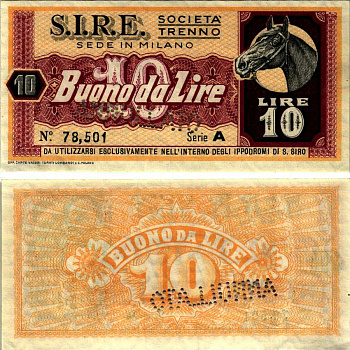 S.I.R.E. SOCIETÀ TRENNO
SEDE IN MILANO
10
10
Buono da Lire
LIRE
10
Nº 78,501 Serie A
DA UTILIZZARSI ESCLUSIVAMENTE NELL'INTERNO DEGLI IPPODROMI DI S. SIRO
BUONO DA LIRE
10
ANNULLATO